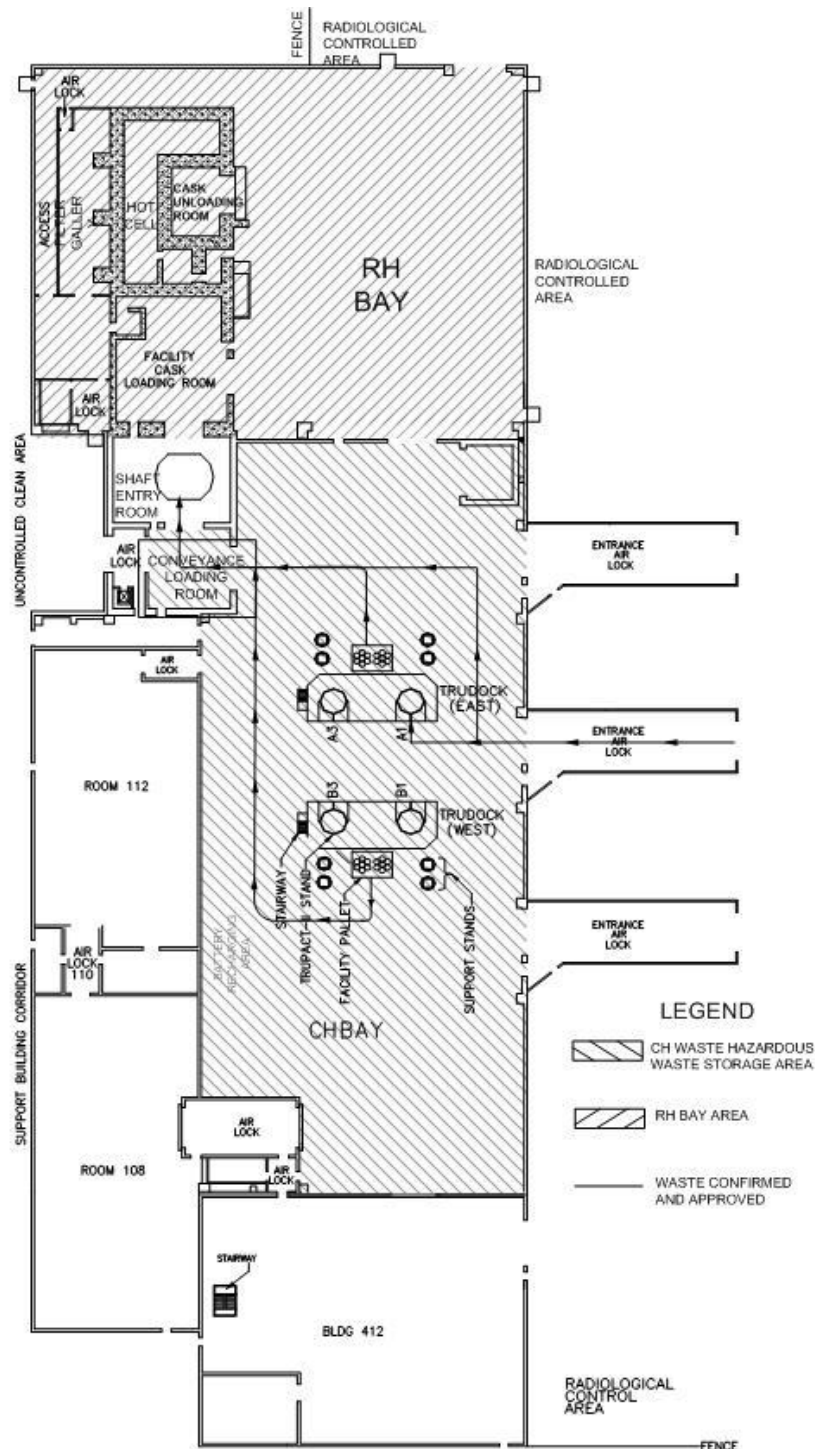 FENCE
RADIOLOGICAL
CONTROLLED
AREA
AIR
LOCK
ACCESS
FILTER
GALLER
Y
HOT
CELL
CASK
UNLOADING
ROOM
RH
BAY
RADIOLOGICAL
CONTROLLED
AREA
FACILITY
CASK
LOADING ROOM
AIR
LOCK
UNCONTROLLED CLEAN AREA
SHAFT
ENTRY
ROOM
AIR
LOCK
CONVEYANCE
LOADING
ROOM
ENTRANCE
AIR
LOCK
AIR
LOCK
TRUDOCK
(EAST)
A3
A1
ENTRANCE
AIR
LOCK
ROOM 112
B3
B1
TRUDOCK
(WEST)
STAIRWAY
TRUPACT-II STAND
FACILITY PALLET
SUPPORT STANDS
BATTERY
RECHARGING
AREA
ENTRANCE
AIR
LOCK
AIR
LOCK
110
SUPPORT BUILDING CORRIDOR
CHBAY
LEGEND
CH WASTE HAZARDOUS
WASTE STORAGE AREA
RH BAY AREA
WASTE CONFIRMED
AND APPROVED
AIR
LOCK
ROOM 108
AIR
LOCK
STAIRWAY
BLDG 412
RADIOLOGICAL
CONTROL
AREA
FENCE